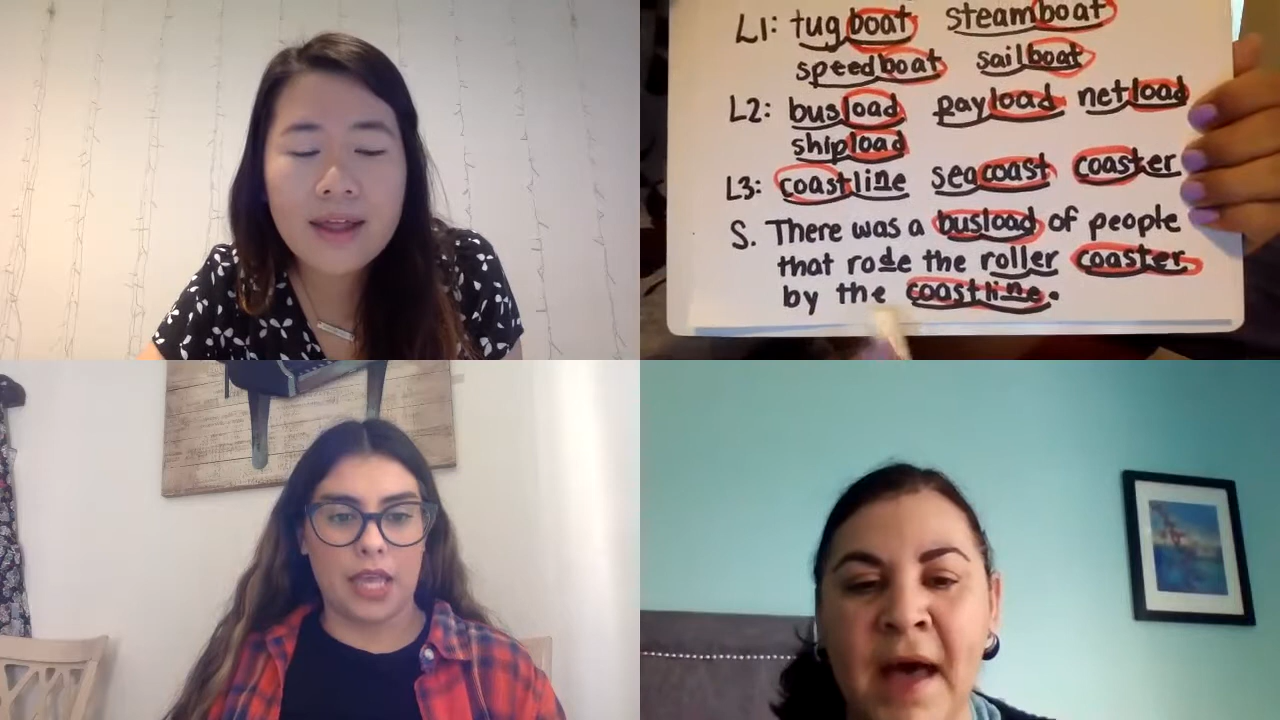 L1: tugboat steamboat
speedboat sailboat
L2: busload payload netload
shipload
L3: coastline seacoast coaster
S. There was a busload of people
that rode the roller coaster
by the coastline.